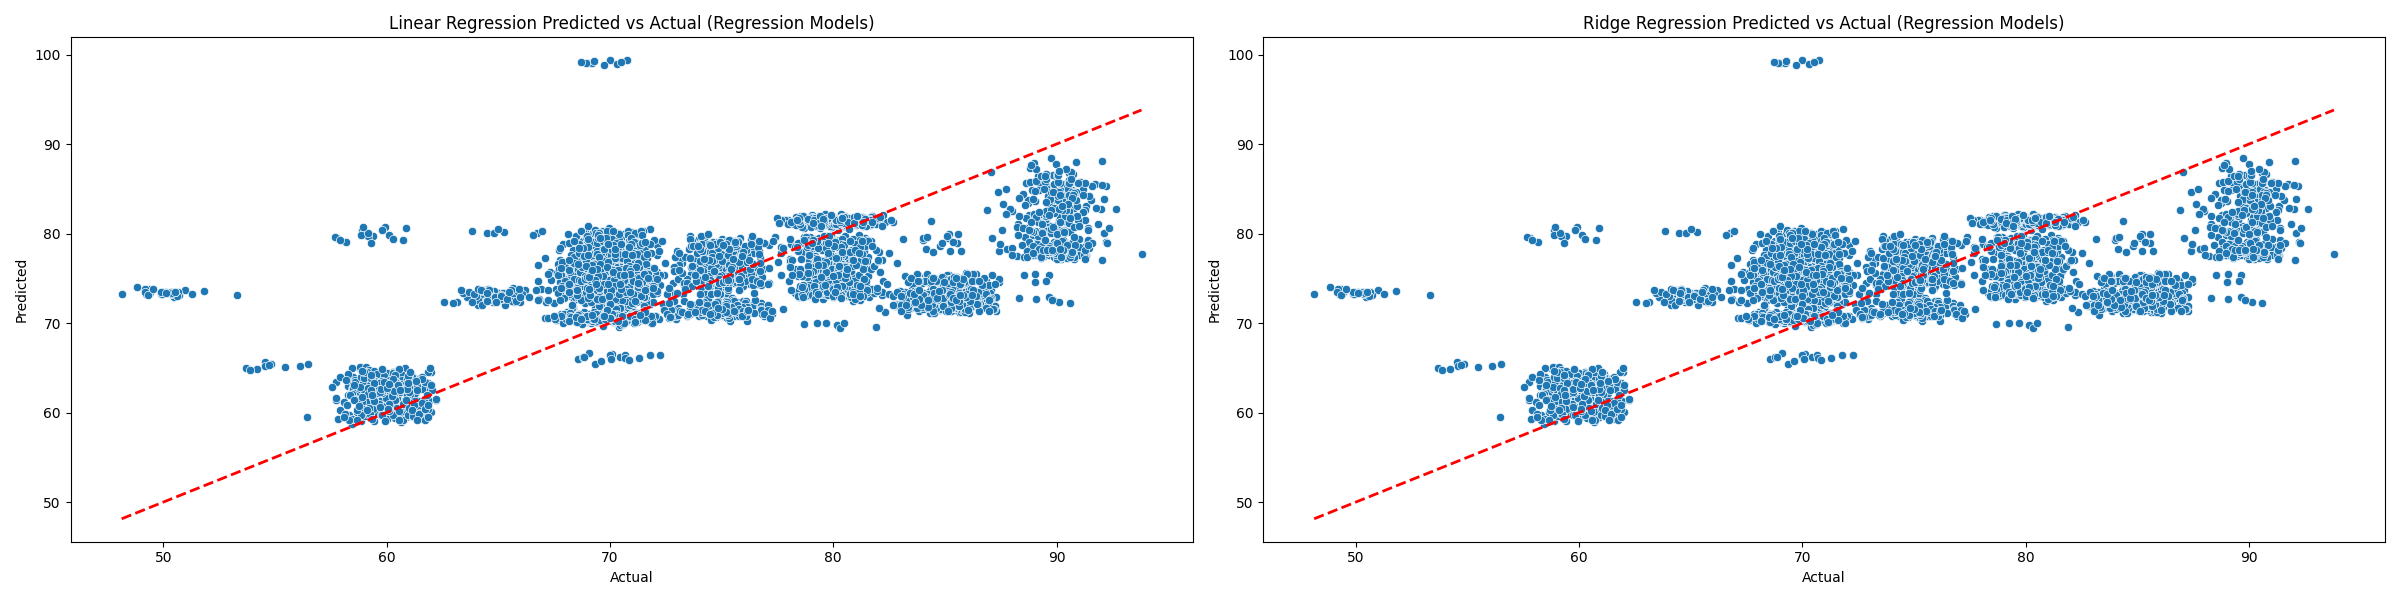 Linear Regression Predicted vs Actual (Regression Models)
100
90
80
70
60
50
Predicted
50 60 70 80 90
Actual
Ridge Regression Predicted vs Actual (Regression Models)
100
90
80
70
60
50
Predicted
50 60 70 80 90
Actual